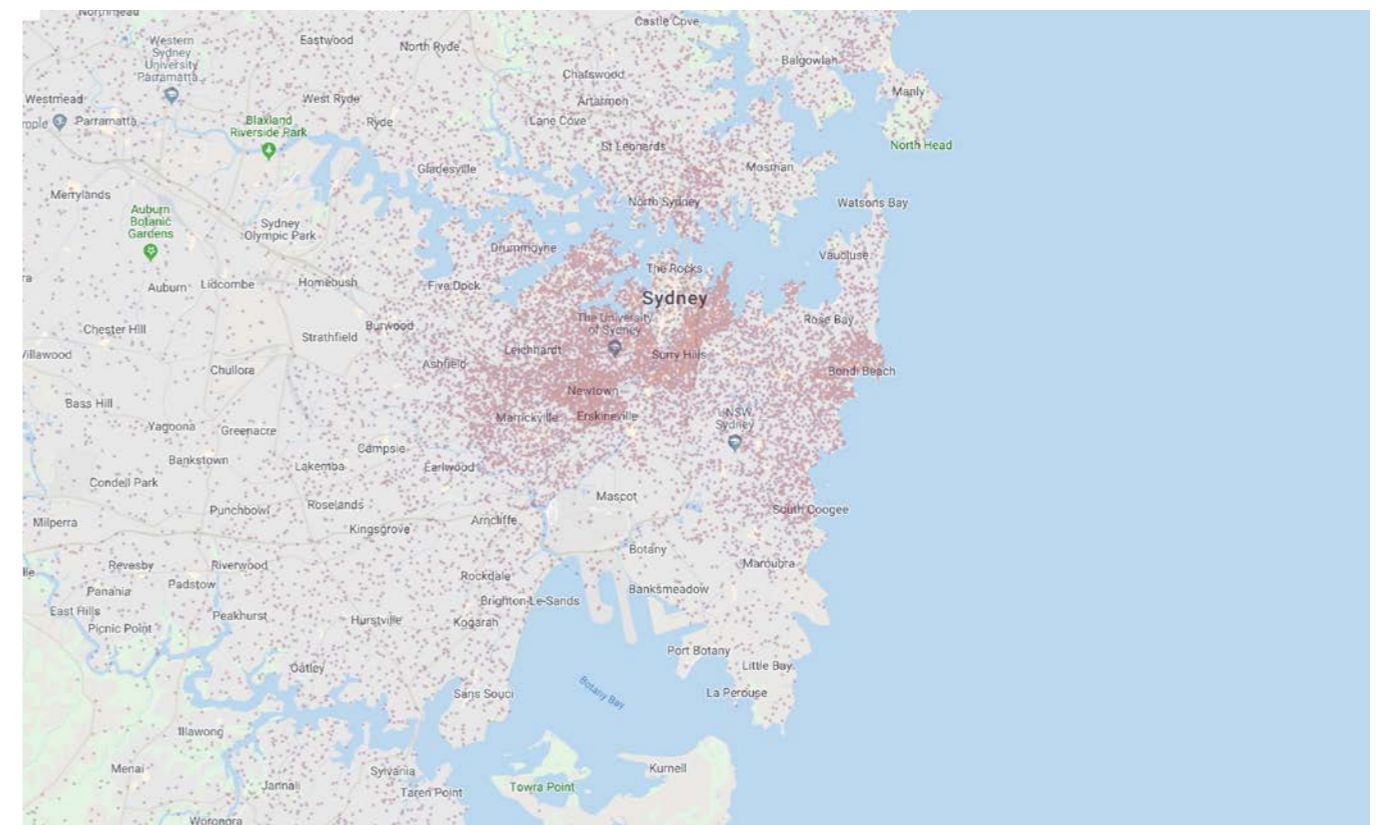 Northmead
Castle Cove
Western
Sydney
University
Parramatta...
Eastwood
North Ryde
Balgowlah
Chatswood
Manly
Westmead
West Ryde
Artarmon
mple
Parramatta
Blaxland
Riverside Park
Ryde
Lane Cove
St Leonards
North Head
Gladesville
Mosman
Merrylands
North Sydney
Watsons Bay
Auburn
Botanic
Gardens
Sydney
Olympic Park
Drummoyne
Vaucluse
The Rocks
Auburn
Lidcombe
Homebush
Five Dock
Sydney
The University
of Sydney
Rose Bay
Chester Hill
Strathfield
Burwood
Villawood
Leichhardt
Surry Hills
Chullora
Ashfield
Bondi Beach
Newtown
Bass Hill
Marrickville
Erskineville
UNSW
Sydney
Yagoona
Greenacre
Campsie
Bankstown
Lakemba
Earlwood
Condell Park
Mascot
Punchbowl
Roselands
South Coogee
Milperra
Kingsgrove
Arncliffe
Botany
Revesby
Riverwood
Maroubra
Padstow
Rockdale
Panania
Banksmeadow
East Hills
Brighton-Le-Sands
Picnic Point
Peakhurst
Hurstville
Kogarah
Port Botany
Oatley
Little Bay
Sans Souci
Botany Bay
La Perouse
Illawong
Menai
Sylvania
Kurnell
Jannali
Taren Point
Towra Point
Woronora